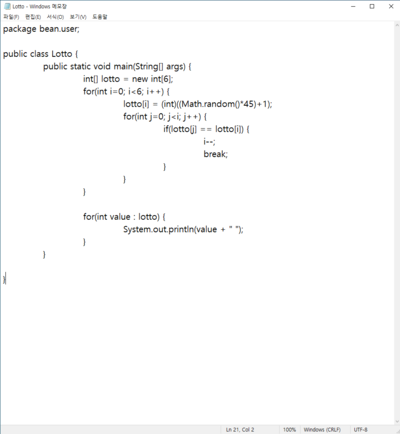 Lotto - Windows 메모장
파일(F) 편집(E) 서식(O) 보기(V) 도움말
package bean.user;

public class Lotto {
	public static void main(String[] args) {
		int[] lotto = new int[6];
		for(int i=0; i<6; i++) {
			lotto[i] = (int)((Math.random()*45)+1);
			for(int j=0; j<i; j++) {
				if(lotto[j] == lotto[i]) {
					i--;
					break;
				}
			}
		}

		for(int value : lotto) {
			System.out.println(value + " ");
		}
	}

}
Ln 21, Col 2 100% Windows (CRLF) UTF-8